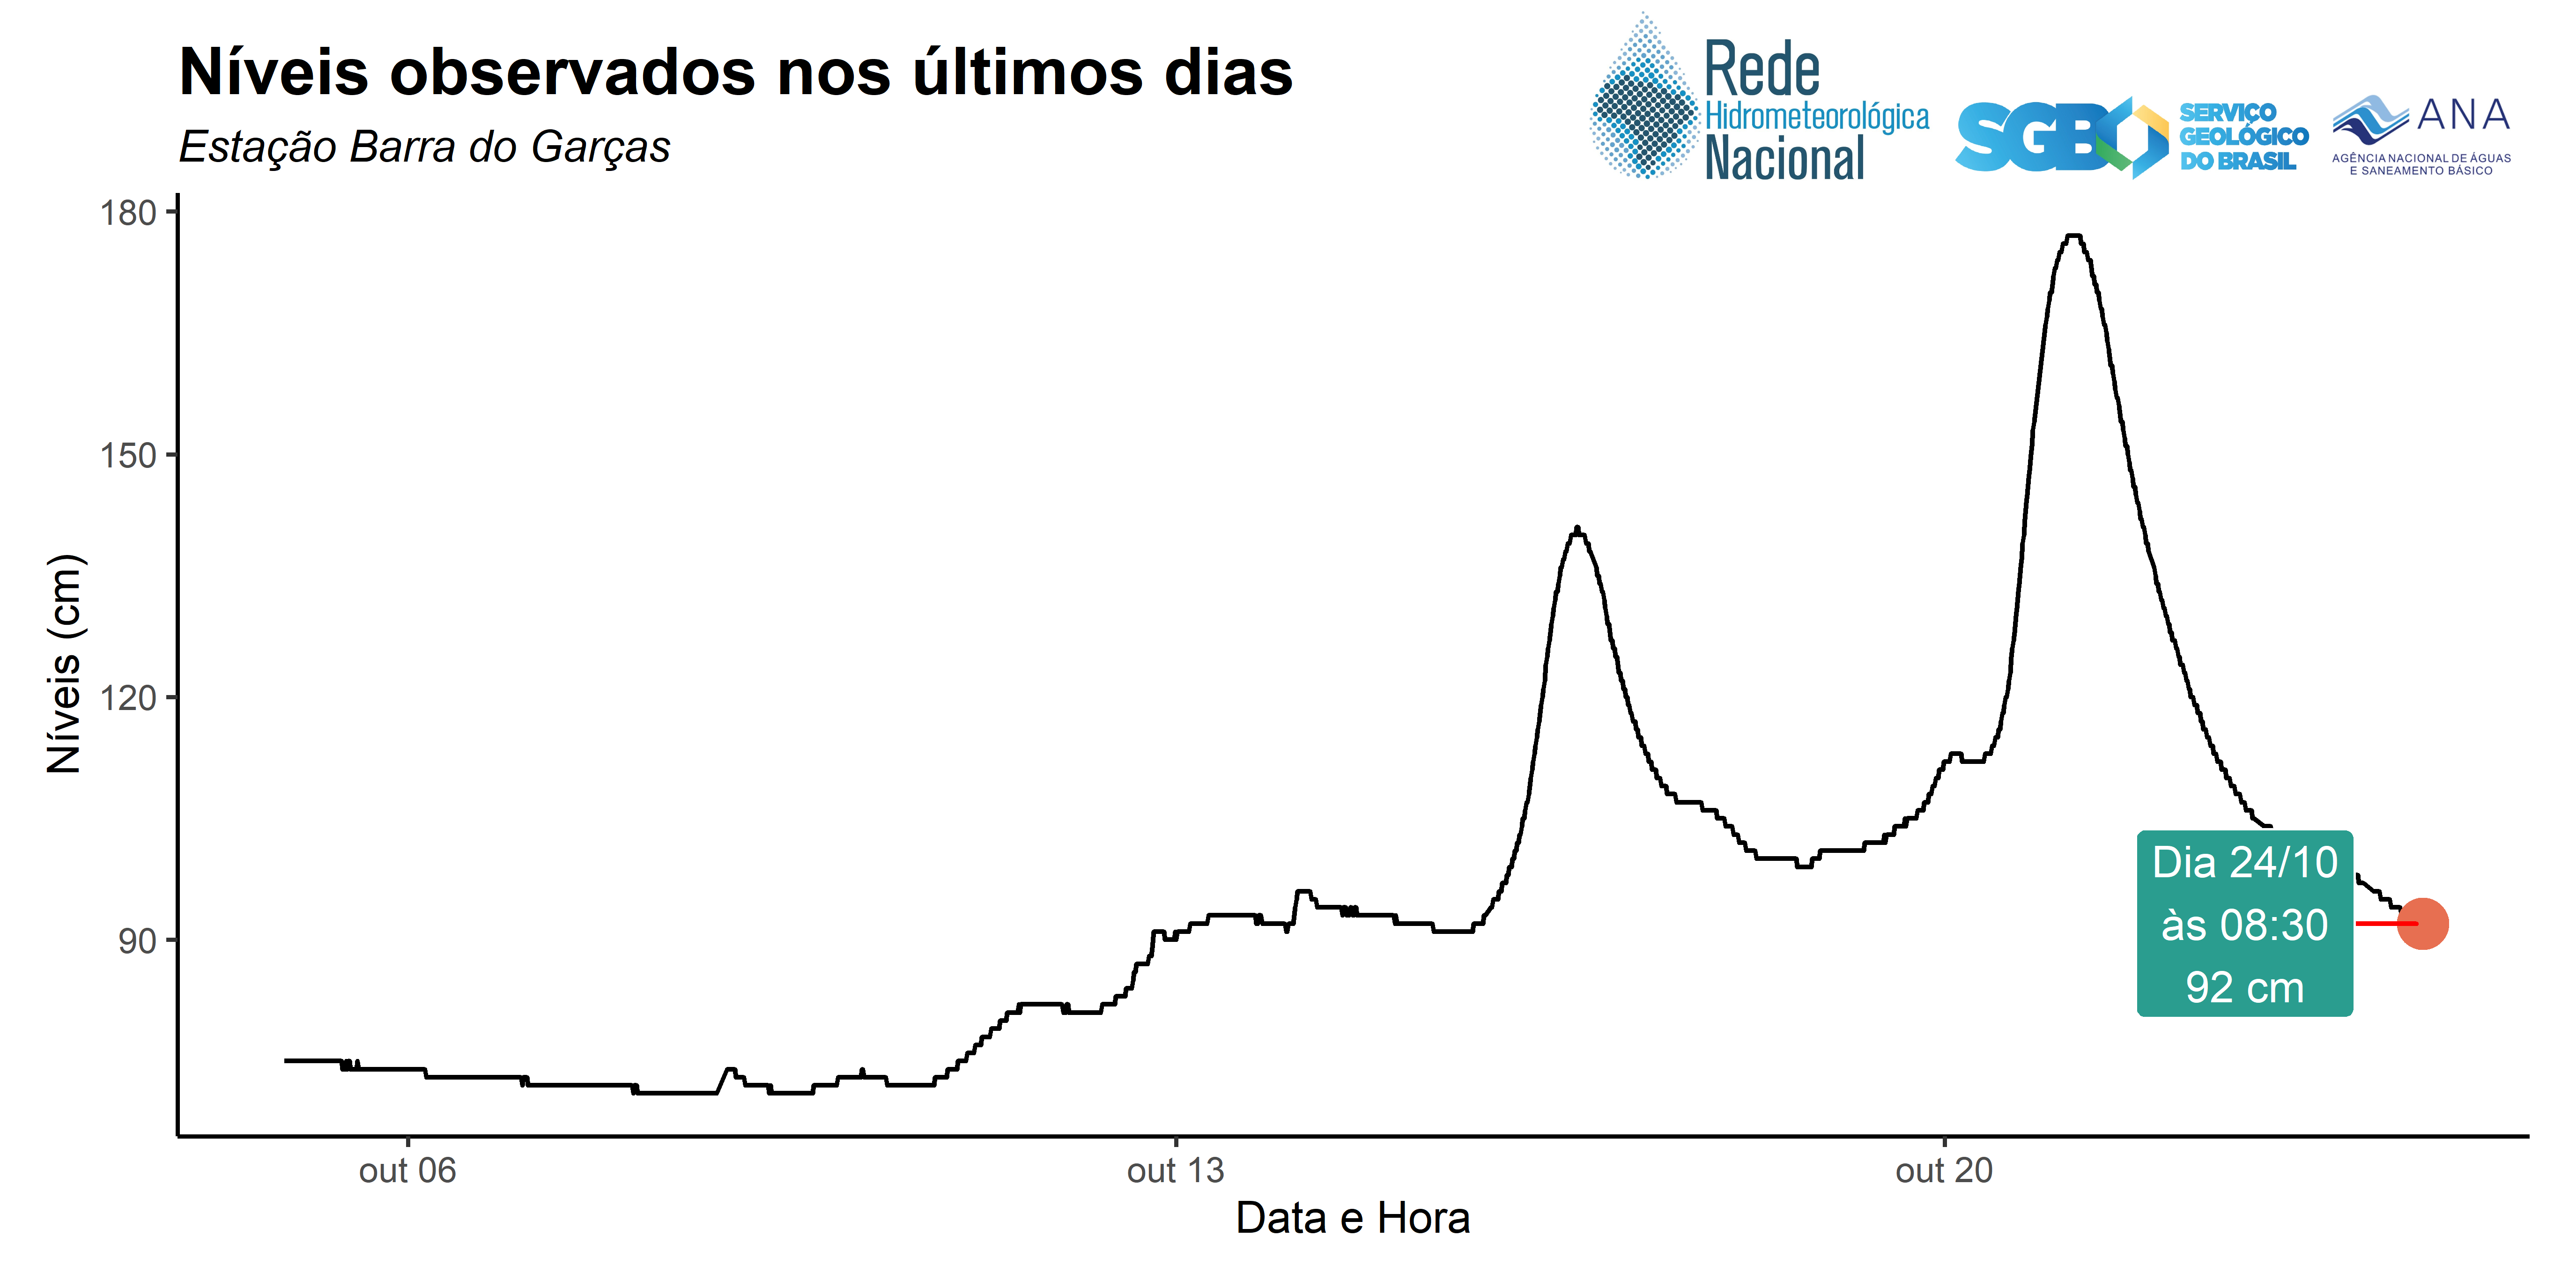 Níveis observados nos últimos dias
Estação Barra do Garças
Rede
Hidrometeorológica
Nacional
SGB
SERVIÇO
GEOLÓGICO
DO BRASIL
ANA
AGÊNCIA NACIONAL DE ÁGUAS
E SANEAMENTO BÁSICO
180
150
120
90
Níveis (cm)
Dia 24/10
às 08:30
92 cm
out 06
out 13
out 20
Data e Hora